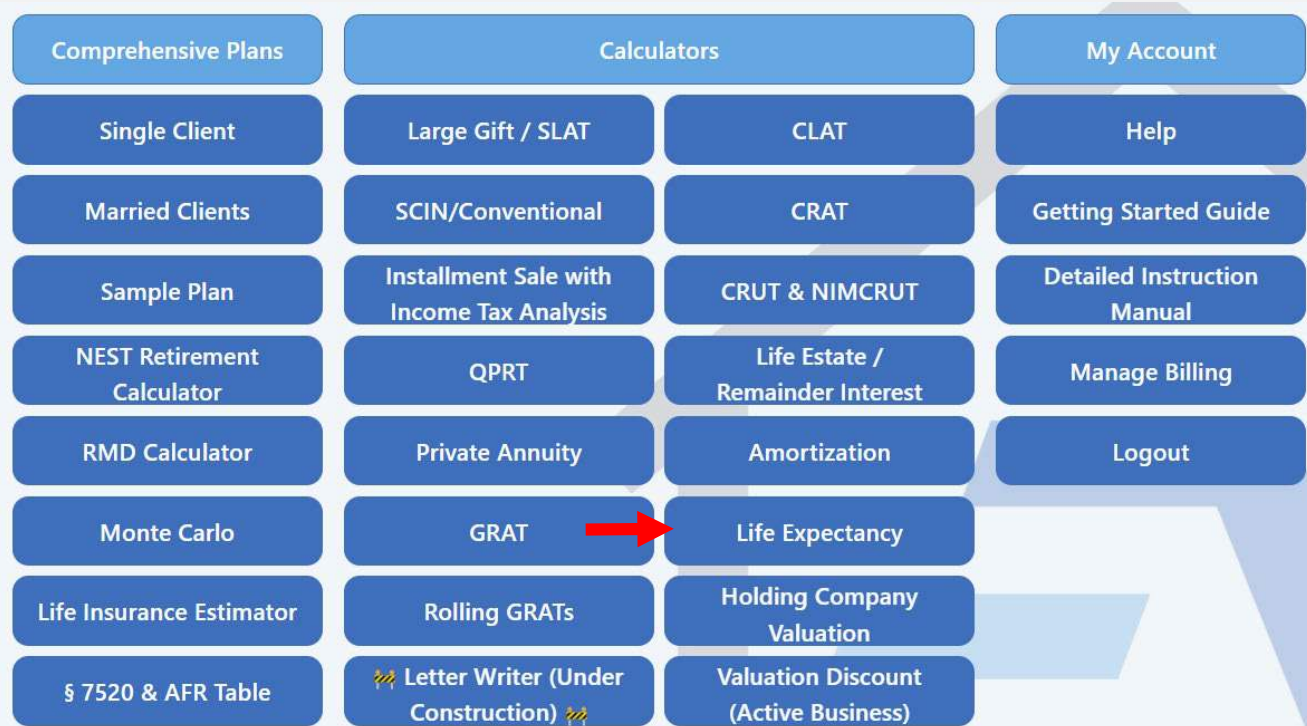 Comprehensive Plans
Calculators
My Account
Single Client
Large Gift / SLAT
CLAT
Help
Married Clients
SCIN/Conventional
CRAT
Getting Started Guide
Sample Plan
Installment Sale with
Income Tax Analysis
CRUT & NIMCRUT
Detailed Instruction
Manual
NEST Retirement
Calculator
QPRT
Life Estate /
Remainder Interest
Manage Billing
RMD Calculator
Private Annuity
Amortization
Logout
Monte Carlo
GRAT
Life Expectancy
Life Insurance Estimator
Rolling GRATs
Holding Company
Valuation
§ 7520 & AFR Table
🚧 Letter Writer (Under
Construction) 🚧
Valuation Discount
(Active Business)